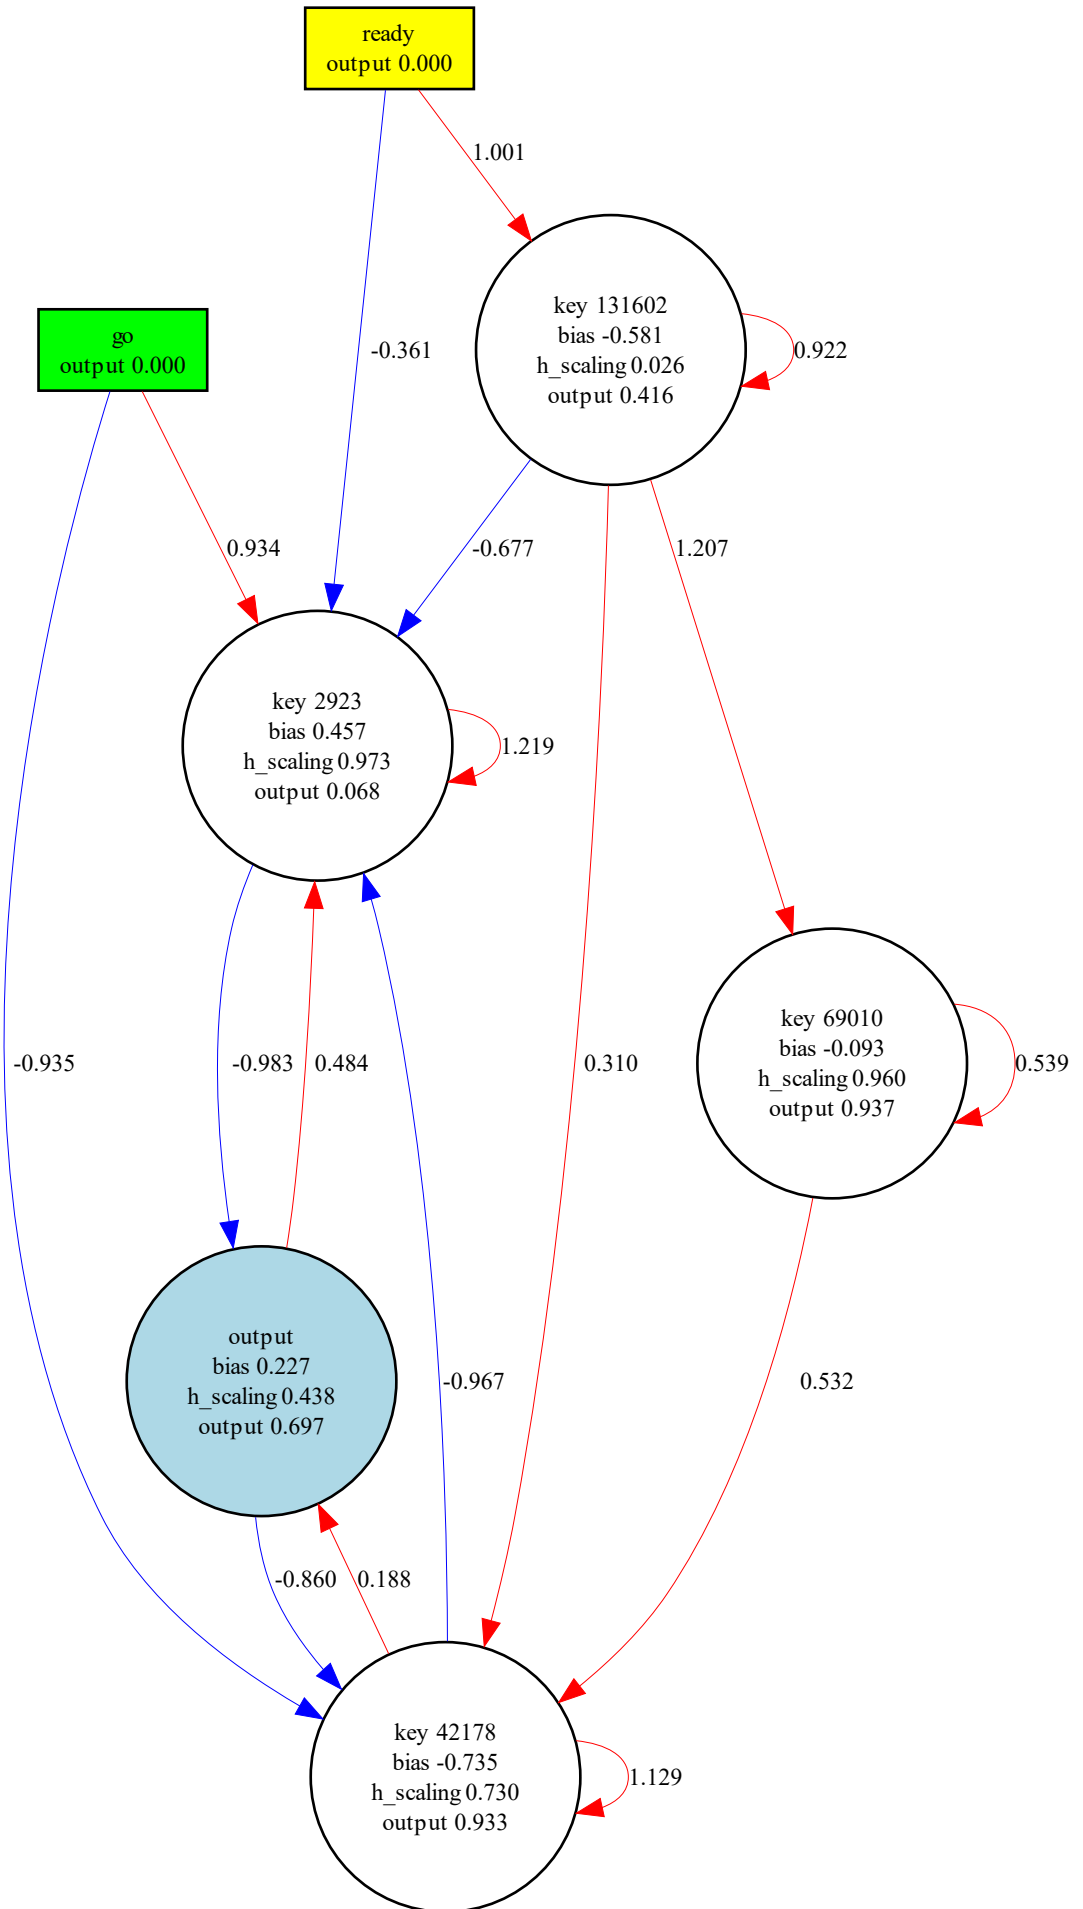 ready
output 0.000
1.001
key 131602
bias -0.581
h_scaling 0.026
output 0.416
0.922
go
output 0.000
-0.361
0.934
-0.677
1.207
key 2923
bias 0.457
h_scaling 0.973
output 0.068
1.219
key 69010
bias -0.093
h_scaling 0.960
output 0.937
0.539
-0.935
-0.983
0.484
0.310
output
bias 0.227
h_scaling 0.438
output 0.697
-0.967
0.532
-0.860
0.188
key 42178
bias -0.735
h_scaling 0.730
output 0.933
1.129